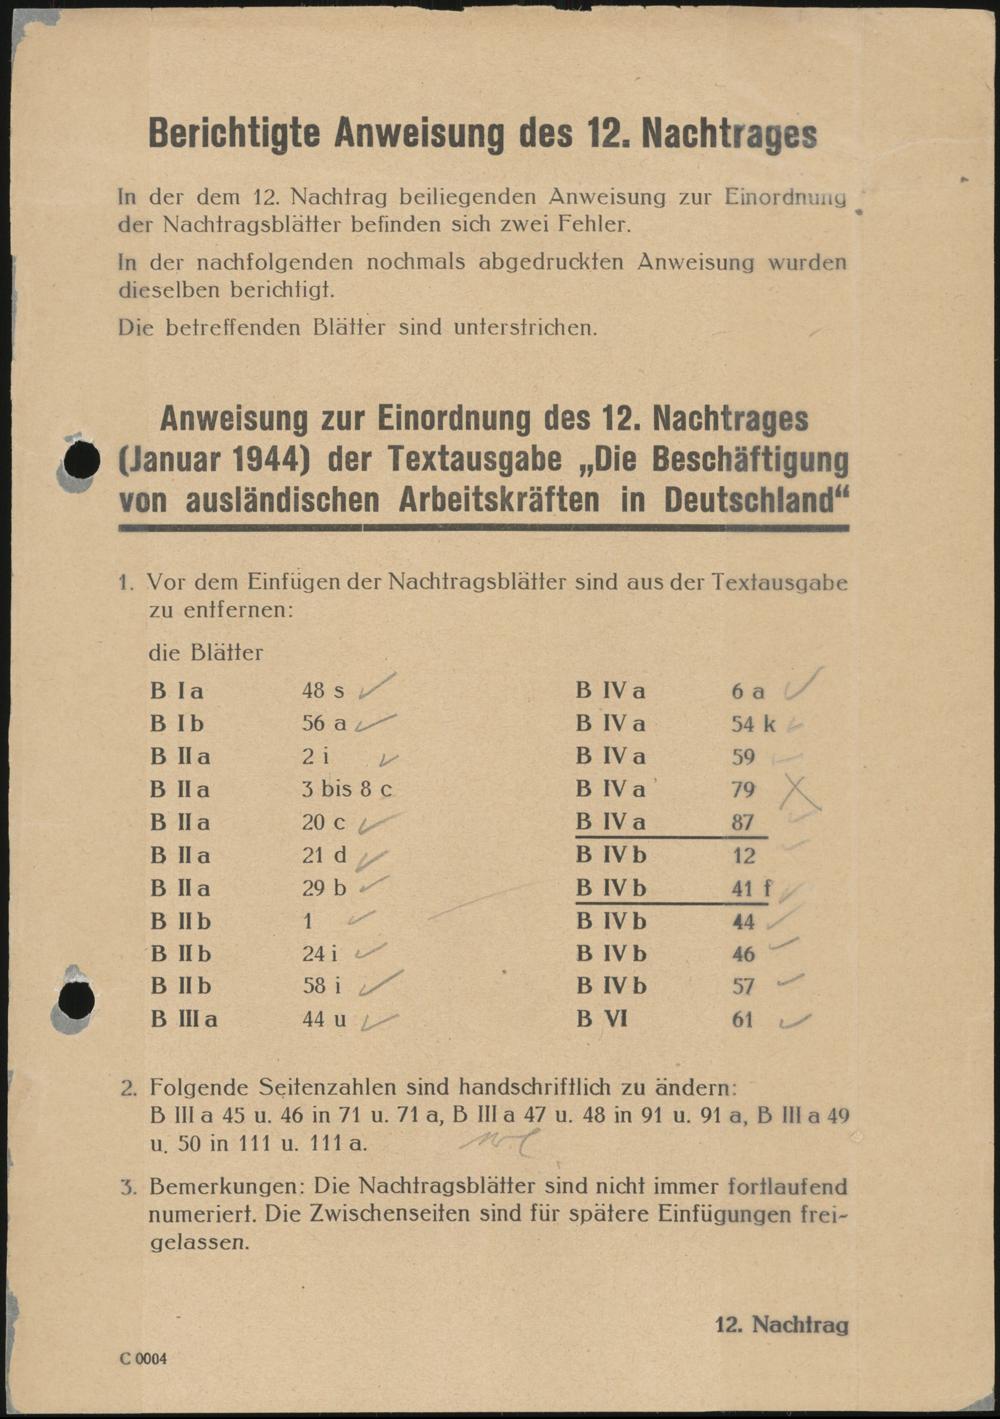 Berichtigte Anweisung des 12. Nachtrages
In der dem 12. Nachtrag beiliegenden Anweisung zur Einordnung
der Nachtragsblätter befinden sich zwei Fehler.
In der nachfolgenden nochmals abgedruckten Anweisung wurden
dieselben berichtigt.
Die betreffenden Blätter sind unterstrichen.
Anweisung zur Einordnung des 12. Nachtrages
(Januar 1944) der Textausgabe „Die Beschäftigung
von ausländischen Arbeitskräften in Deutschland“
1. Vor dem Einfügen der Nachtragsblätter sind aus der Textausgabe
zu entfernen:
die Blätter
B I a 48 s B IV a 6 a
B I b 56 a B IV a 54 k
B II a 2 i B IV a 59
B II a 3 bis 8 c B IV a 79
B II a 20 c B IV a 87
B II a 21 d B IV b 12
B II a 29 b B IV b 41 f
B II b 1 B IV b 44
B II b 24 i B IV b 46
B II b 58 i B IV b 57
B III a 44 u B VI 61
2. Folgende Seitenzahlen sind handschriftlich zu ändern:
B III a 45 u. 46 in 71 u. 71 a, B III a 47 u. 48 in 91 u. 91 a, B III a 49
u. 50 in 111 u. 111 a.
3. Bemerkungen: Die Nachtragsblätter sind nicht immer fortlaufend
numeriert. Die Zwischenseiten sind für spätere Einfügungen frei-
gelassen.
12. Nachtrag
C 0004